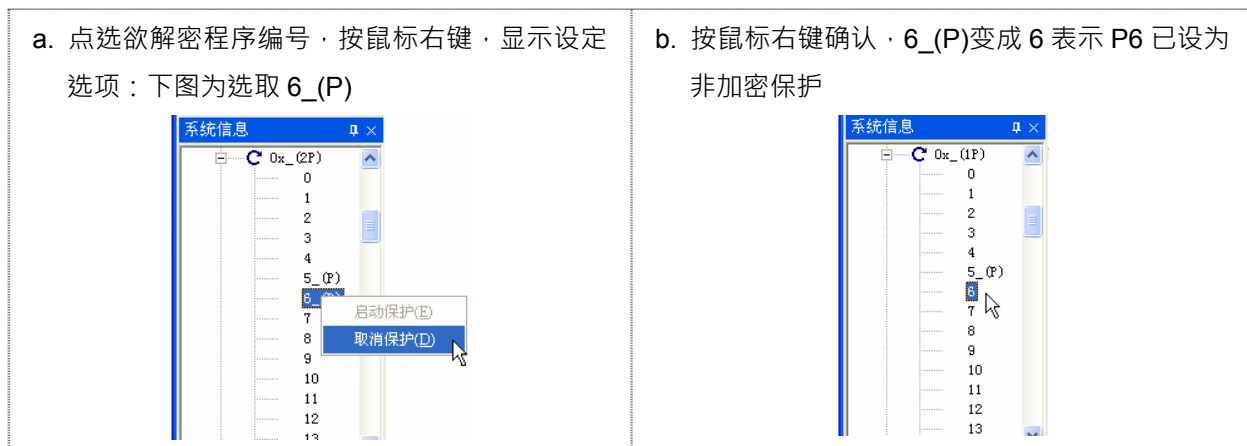 a. 点选欲解密程序编号，按鼠标右键，显示设定
选项：下图为选取 6_(P)
系统信息
0x_(2P)
0
1
2
3
4
5_(P)
6_(P)
启动保护(E)
7
取消保护(D)
8
9
10
11
12
13
b. 按鼠标右键确认，6_(P)变成 6 表示 P6 已设为
非加密保护
系统信息
0x_(1P)
0
1
2
3
4
5_(P)
6
7
8
9
10
11
12
13